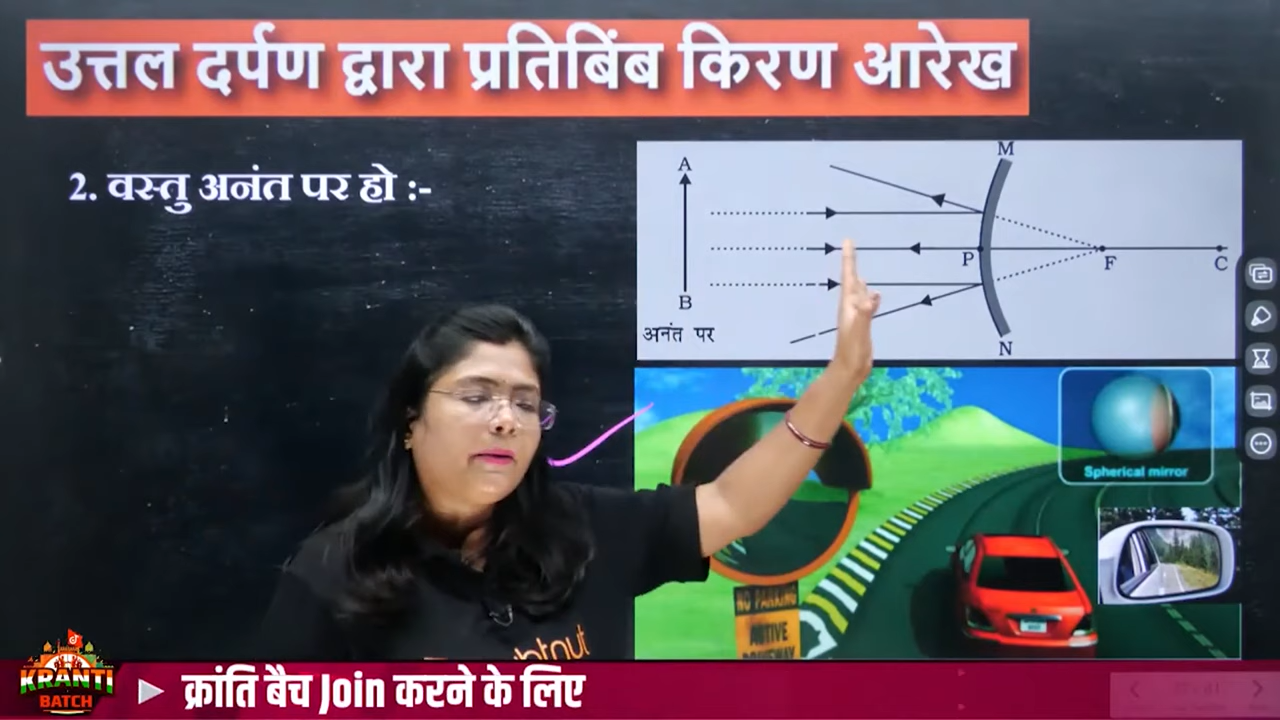 उत्तल दर्पण द्वारा प्रतिबिंब किरण आरेख
2. वस्तु अनंत पर हो :-
A
M
P
F
C
B
अनंत पर
N
Spherical mirror
NO PARKING
KRANTI
BATCH
क्रांति बैच Join करने के लिए